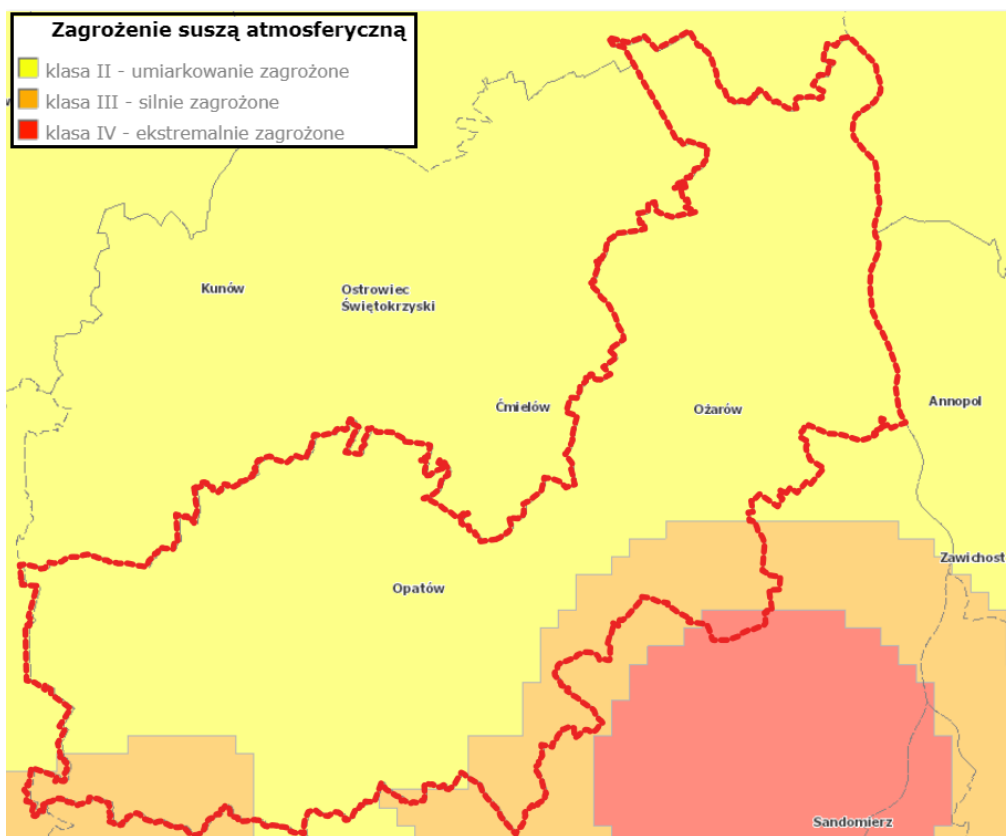 Zagrożenie suszą atmosferyczną
klasa II - umiarkowanie zagrożone
klasa III - silnie zagrożone
klasa IV - ekstremalnie zagrożone
Kunów
Ostrowiec
Świętokrzyski
Ćmielów
Ożarów
Annopol
Zawichost
Opatów
Sandomierz